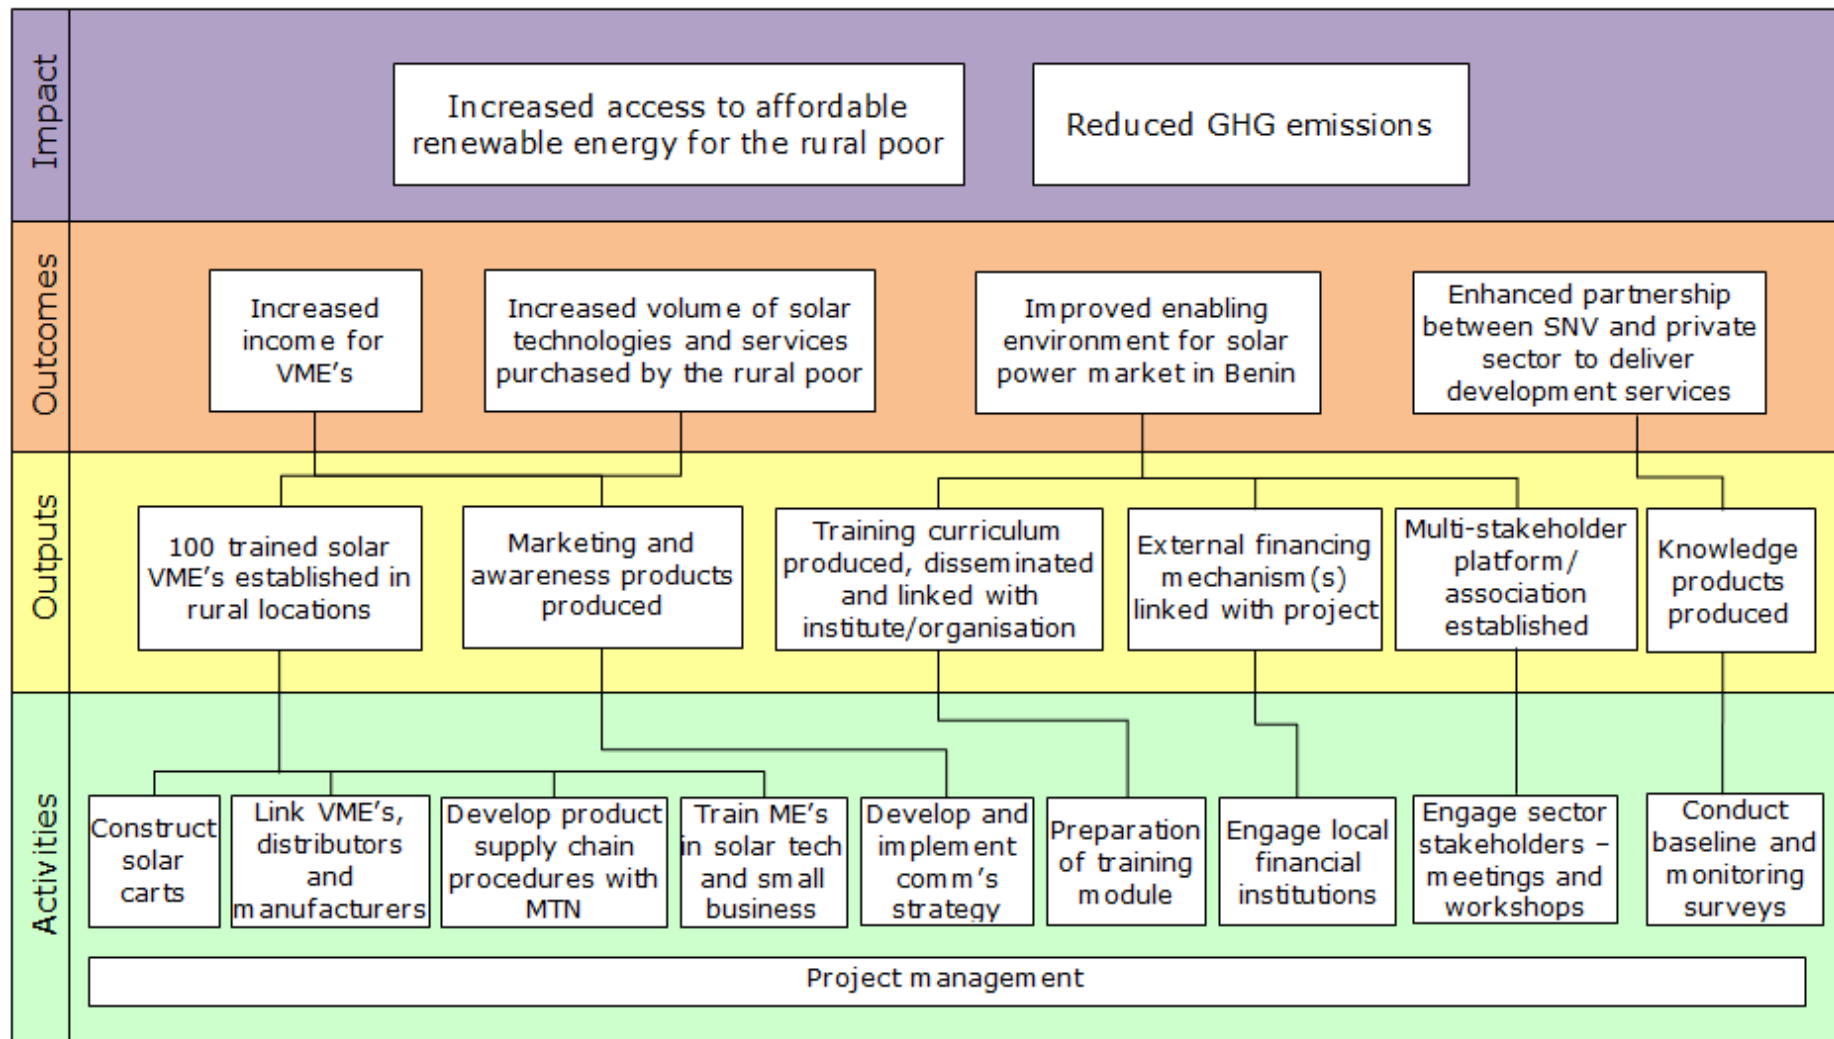 Impact
Increased access to affordable
renewable energy for the rural poor
Reduced GHG emissions
Outcomes
Increased
income for
VME's
Increased volume of solar
technologies and services
purchased by the rural poor
Improved enabling
environment for solar
power market in Benin
Enhanced partnership
between SNV and private
sector to deliver
development services
Outputs
100 trained solar
VME's established in
rural locations
Marketing and
awareness products
produced
Training curriculum
produced, disseminated
and linked with
institute/organisation
External financing
mechanism(s)
linked with project
Multi-stakeholder
platform/
association
established
Knowledge
products
produced
Activities
Construct
solar
carts
Link VME's,
distributors
and
manufacturers
Develop product
supply chain
procedures with
MTN
Train ME's
in solar tech
and small
business
Develop and
implement
comm's
strategy
Preparation
of training
module
Engage local
financial
institutions
Engage sector
stakeholders –
meetings and
workshops
Conduct
baseline and
monitoring
surveys
Project management